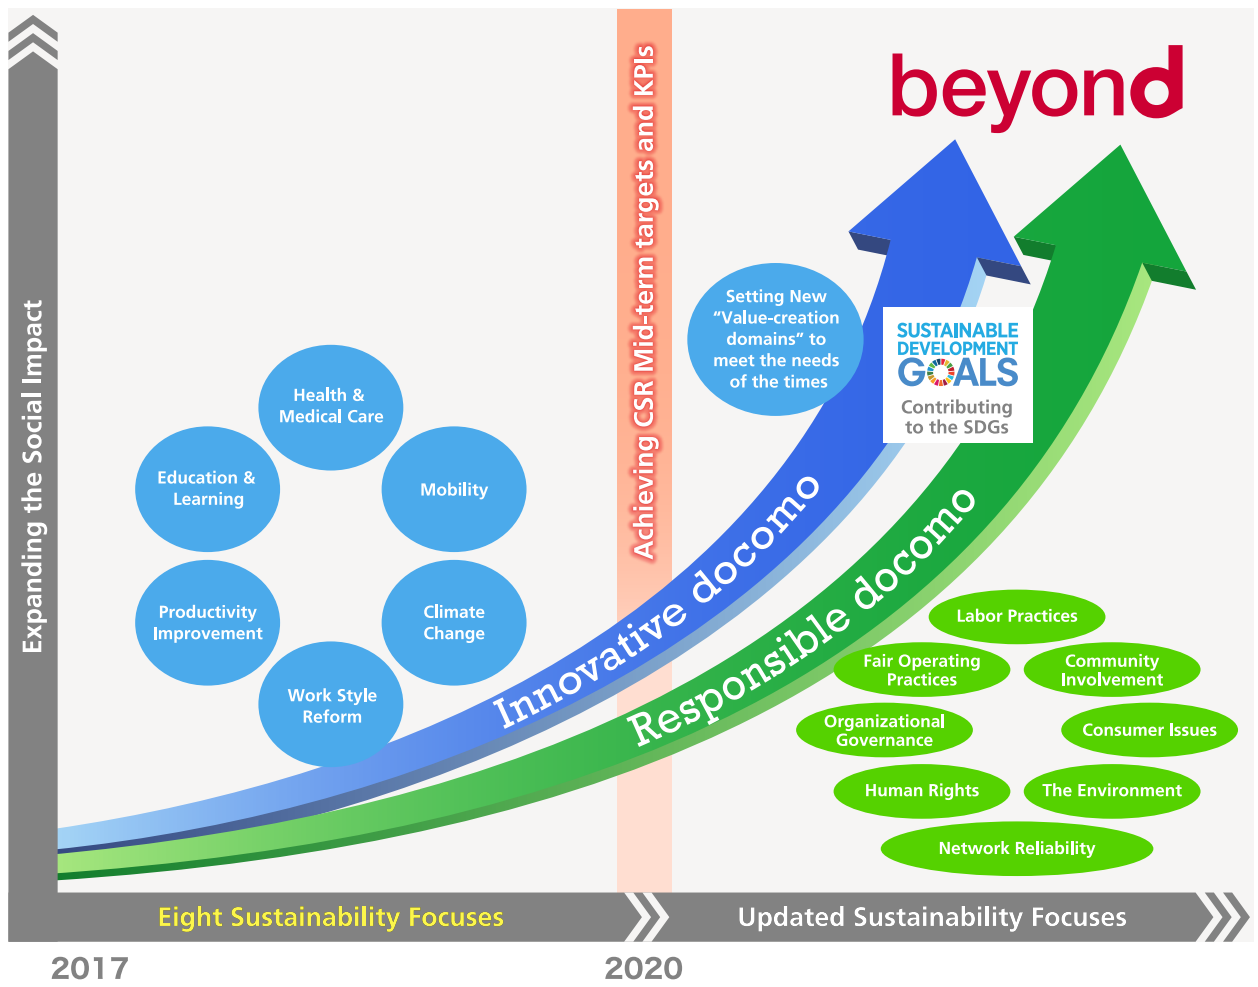 beyond
Expanding the Social Impact
Achieving CSR Mid-term targets and KPIs
Setting New
“Value-creation
domains” to
meet the needs
of the times
SUSTAINABLE
DEVELOPMENT
GOALS
Contributing
to the SDGs
Health &
Medical Care
Education &
Learning
Mobility
Productivity
Improvement
Climate
Change
Work Style
Reform
Innovative docomo
Responsible docomo
Labor Practices
Fair Operating
Practices
Community
Involvement
Organizational
Governance
Consumer Issues
Human Rights
The Environment
Network Reliability
Eight Sustainability Focuses
Updated Sustainability Focuses
2017
2020